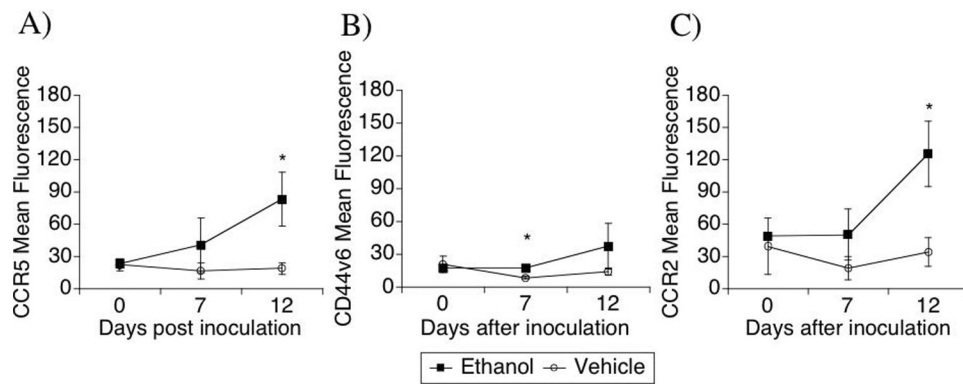 A)
CCR5 Mean Fluorescence
180
150
120
90
60
30
0
*
0 7 12
Days post inoculation
B)
CD44v6 Mean Fluorescence
180
150
120
90
60
30
0
*
0 7 12
Days after inoculation
C)
CCR2 Mean Fluorescence
180
150
120
90
60
30
0
*
0 7 12
Days after inoculation
Ethanol Vehicle